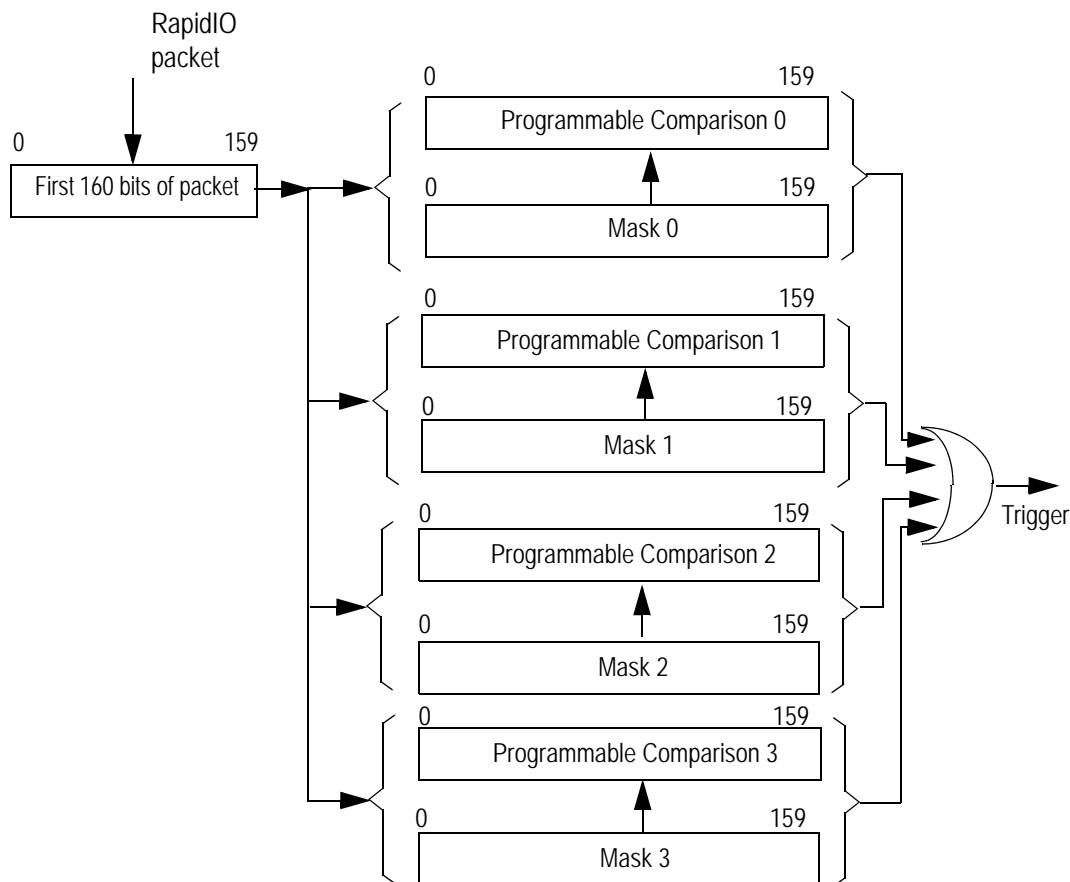 RapidIO
packet
0 159
First 160 bits of packet
0 159
Programmable Comparison 0
0 159
Mask 0
0 159
Programmable Comparison 1
0 159
Mask 1
0 159
Programmable Comparison 2
0 159
Mask 2
0 159
Programmable Comparison 3
0 159
Mask 3
Trigger